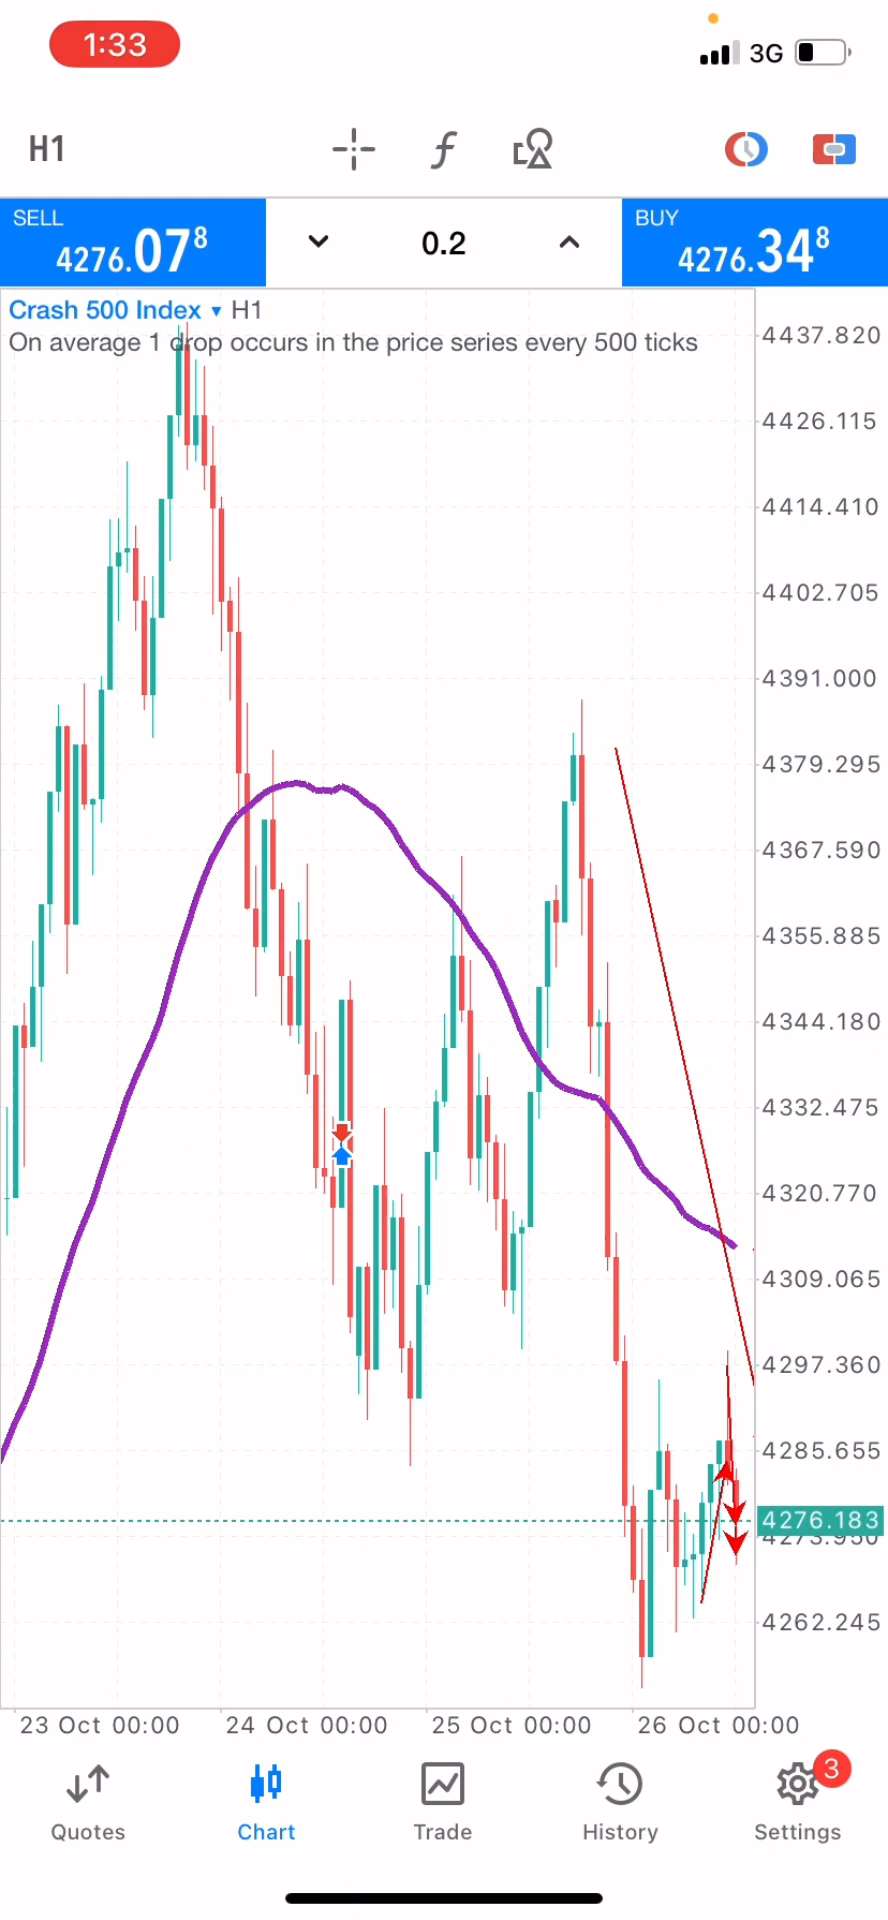 1:33
3G
H1
SELL
4276.078
0.2
BUY
4276.348
Crash 500 Index ▾ H1
On average 1 drop occurs in the price series every 500 ticks
4437.820
4426.115
4414.410
4402.705
4391.000
4379.295
4367.590
4355.885
4344.180
4332.475
4320.770
4309.065
4297.360
4285.655
4276.183
4273.950
4262.245
23 Oct 00:00
24 Oct 00:00
25 Oct 00:00
26 Oct 00:00
3
Quotes
Chart
Trade
History
Settings